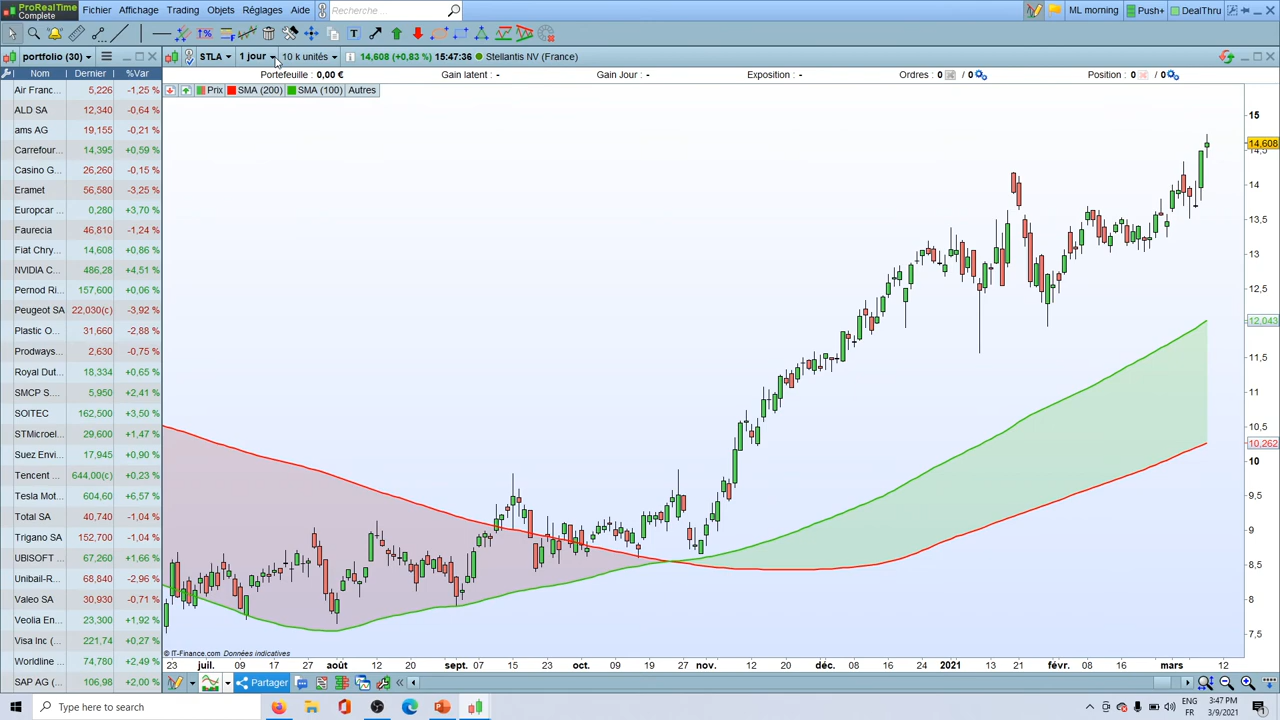 ProRealTime
Complete
Fichier Affichage Trading Objets Réglages Aide Recherche ... ML morning Push+ DealThru
portfolio (30) STLA 1 jour 10 k unités 14,608 (+0,83 %) 15:47:36 Stellantis NV (France)
Nom Dernier %Var Portefeuille : 0,00 € Gain latent : - Gain Jour : - Exposition : - Ordres : 0 / 0 Position : 0 / 0
Prix SMA (200) SMA (100) Autres
Air Franc... 5,226 -1,25 %
ALD SA 12,340 -0,64 %
ams AG 19,155 -0,21 %
Carrefour... 14,395 +0,59 %
Casino G... 26,260 -0,15 %
Eramet 56,580 -3,25 %
Europcar ... 0,280 +3,70 %
Faurecia 46,810 -1,24 %
Fiat Chry... 14,608 +0,86 %
NVIDIA C... 486,28 +4,51 %
Pernod Ri... 157,600 +0,06 %
Peugeot SA 22,030(c) -3,92 %
Plastic O... 31,660 -2,88 %
Prodways... 2,630 -0,75 %
Royal Dut... 18,334 +0,65 %
SMCP S.... 5,950 +2,41 %
SOITEC 162,500 +3,50 %
STMicroel... 29,600 +1,47 %
Suez Envi... 17,945 +0,90 %
Tencent ... 644,00(c) +0,23 %
Tesla Mot... 604,60 +6,57 %
Total SA 40,740 -1,04 %
Trigano SA 152,700 -1,04 %
UBISOFT 67,260 +1,66 %
Unibail-R... 68,840 -2,96 %
Valeo SA 30,930 -0,71 %
Veolia En... 23,300 +1,92 %
Visa Inc (... 221,74 +0,27 %
Worldline ... 74,780 +2,49 %
SAP AG (... 106,98 +2,00 %
15
14,608
14,5
14
13,5
13
12,5
12,043
11,5
11
10,5
10,262
10
9,5
9
8,5
8
7,5
© IT-Finance.com Données indicatives
23 juil. 09 17 27 août 12 20 sept. 07 15 23 oct. 09 19 27 nov. 12 20 déc. 08 16 24 2021 13 21 févr. 08 16 24 mars 12.
Partager
Type here to search
ENG
FR
3:47 PM
3/9/2021